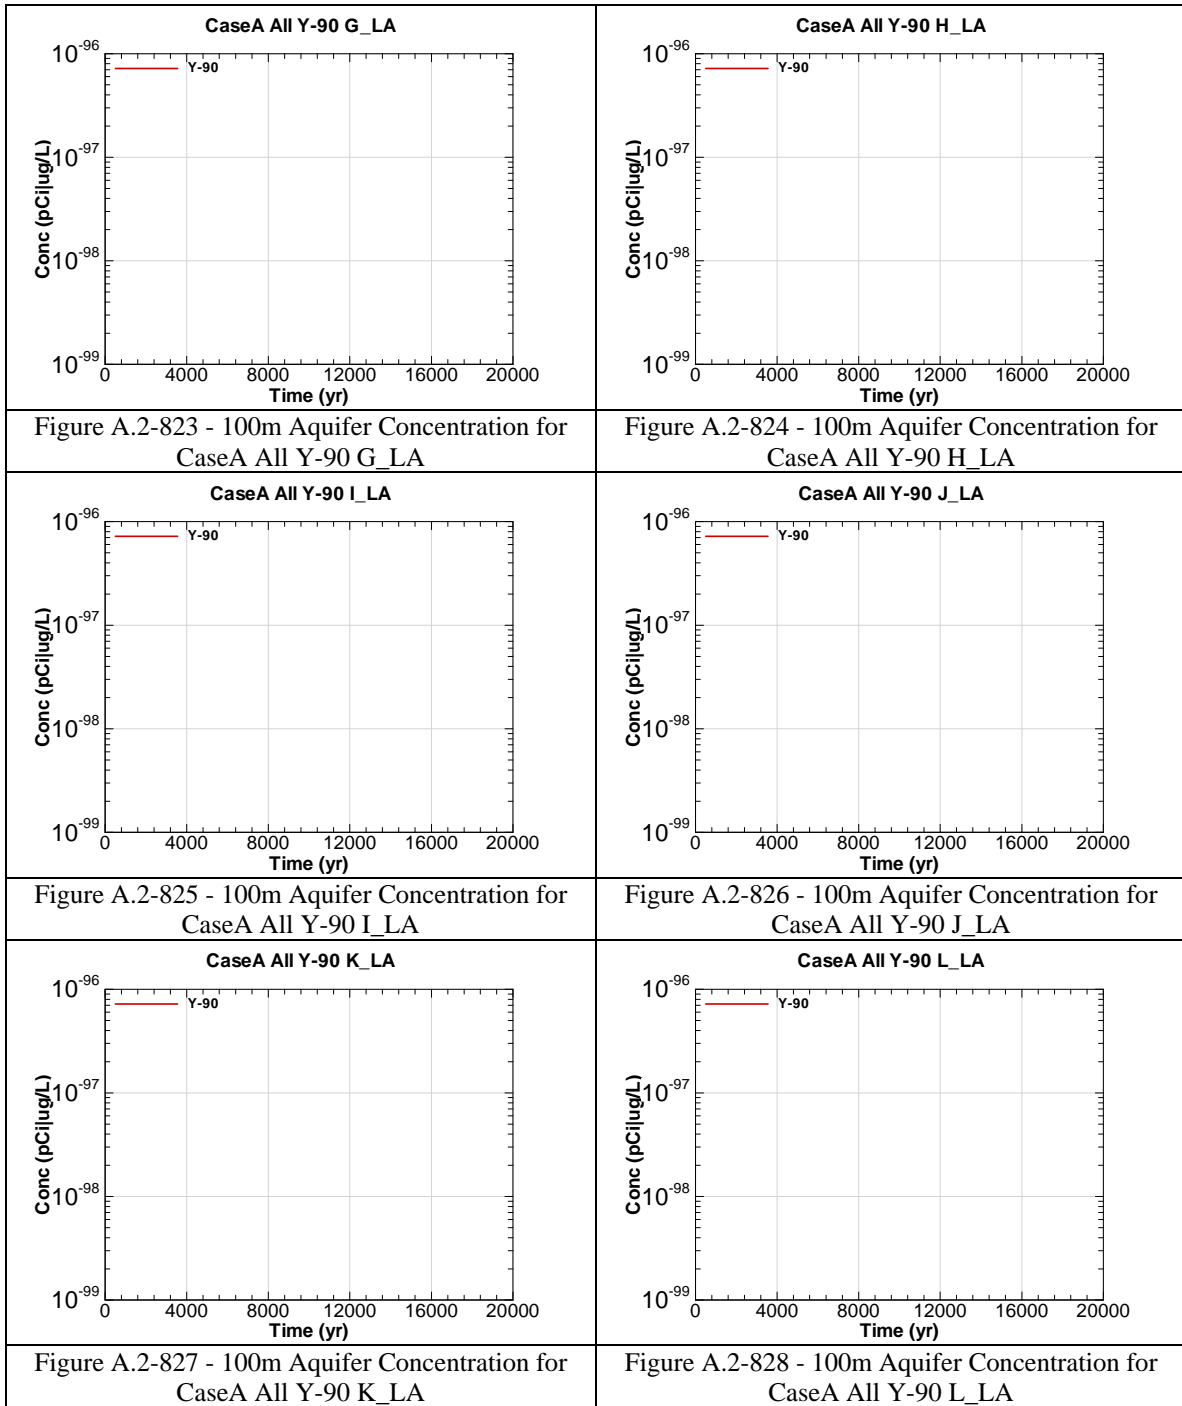 CaseA All Y-90 G_LA
10-96
Y-90
10-97
Conc (pCi|ug/L)
10-98
10-99
0 4000 8000 12000 16000 20000
Time (yr)
Figure A.2-823 - 100m Aquifer Concentration for
CaseA All Y-90 G_LA
CaseA All Y-90 H_LA
10-96
Y-90
10-97
Conc (pCi|ug/L)
10-98
10-99
0 4000 8000 12000 16000 20000
Time (yr)
Figure A.2-824 - 100m Aquifer Concentration for
CaseA All Y-90 H_LA
CaseA All Y-90 I_LA
10-96
Y-90
10-97
Conc (pCi|ug/L)
10-98
10-99
0 4000 8000 12000 16000 20000
Time (yr)
Figure A.2-825 - 100m Aquifer Concentration for
CaseA All Y-90 I_LA
CaseA All Y-90 J_LA
10-96
Y-90
10-97
Conc (pCi|ug/L)
10-98
10-99
0 4000 8000 12000 16000 20000
Time (yr)
Figure A.2-826 - 100m Aquifer Concentration for
CaseA All Y-90 J_LA
CaseA All Y-90 K_LA
10-96
Y-90
10-97
Conc (pCi|ug/L)
10-98
10-99
0 4000 8000 12000 16000 20000
Time (yr)
Figure A.2-827 - 100m Aquifer Concentration for
CaseA All Y-90 K_LA
CaseA All Y-90 L_LA
10-96
Y-90
10-97
Conc (pCi|ug/L)
10-98
10-99
0 4000 8000 12000 16000 20000
Time (yr)
Figure A.2-828 - 100m Aquifer Concentration for
CaseA All Y-90 L_LA